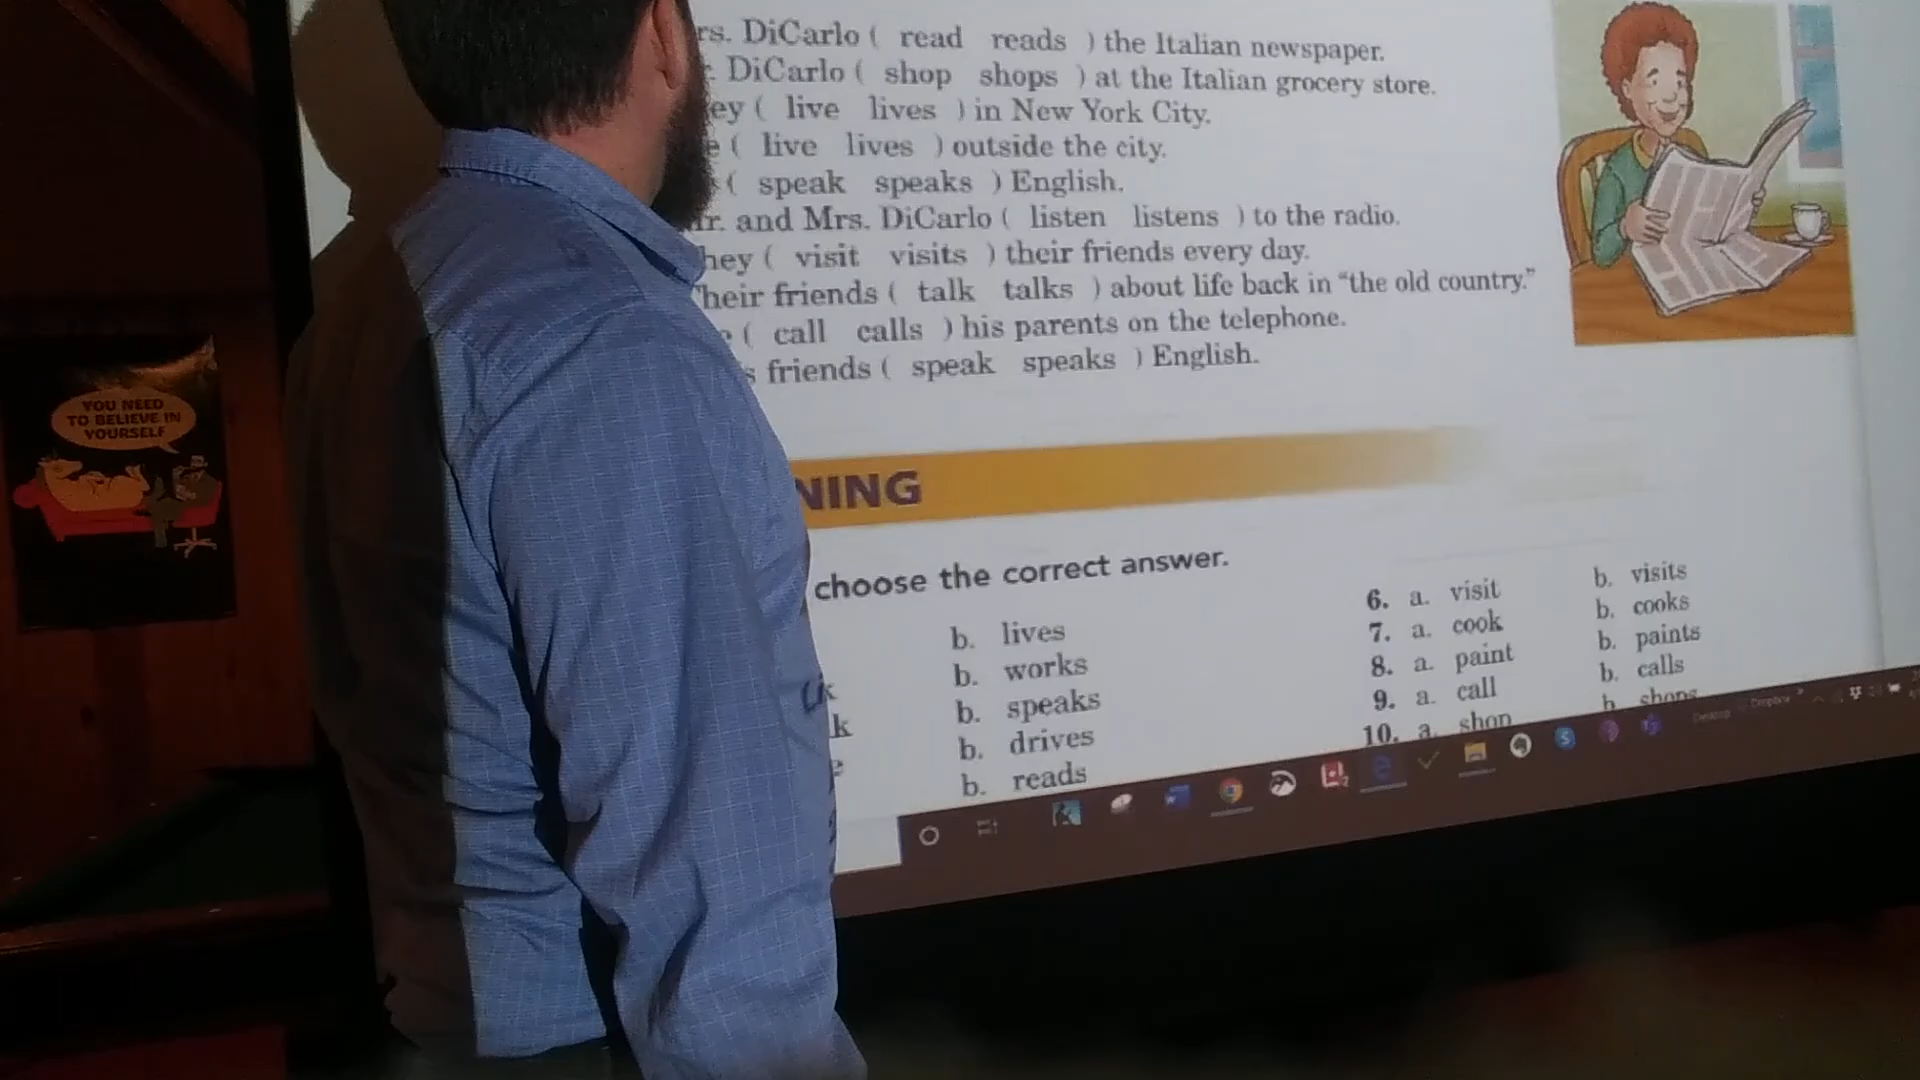 rs. DiCarlo ( read reads ) the Italian newspaper.
. DiCarlo ( shop shops ) at the Italian grocery store.
ey ( live lives ) in New York City.
e ( live lives ) outside the city.
( speak speaks ) English.
r. and Mrs. DiCarlo ( listen listens ) to the radio.
hey ( visit visits ) their friends every day.
heir friends ( talk talks ) about life back in “the old country.”
( call calls ) his parents on the telephone.
s friends ( speak speaks ) English.
YOU NEED
TO BELIEVE IN
YOURSELF
NING
choose the correct answer.
b. lives
b. works
k b. speaks
b. drives
b. reads
6. a. visit b. visits
7. a. cook b. cooks
8. a. paint b. paints
9. a. call b. calls
10. a. shop b. shops
Desktop Dropbox